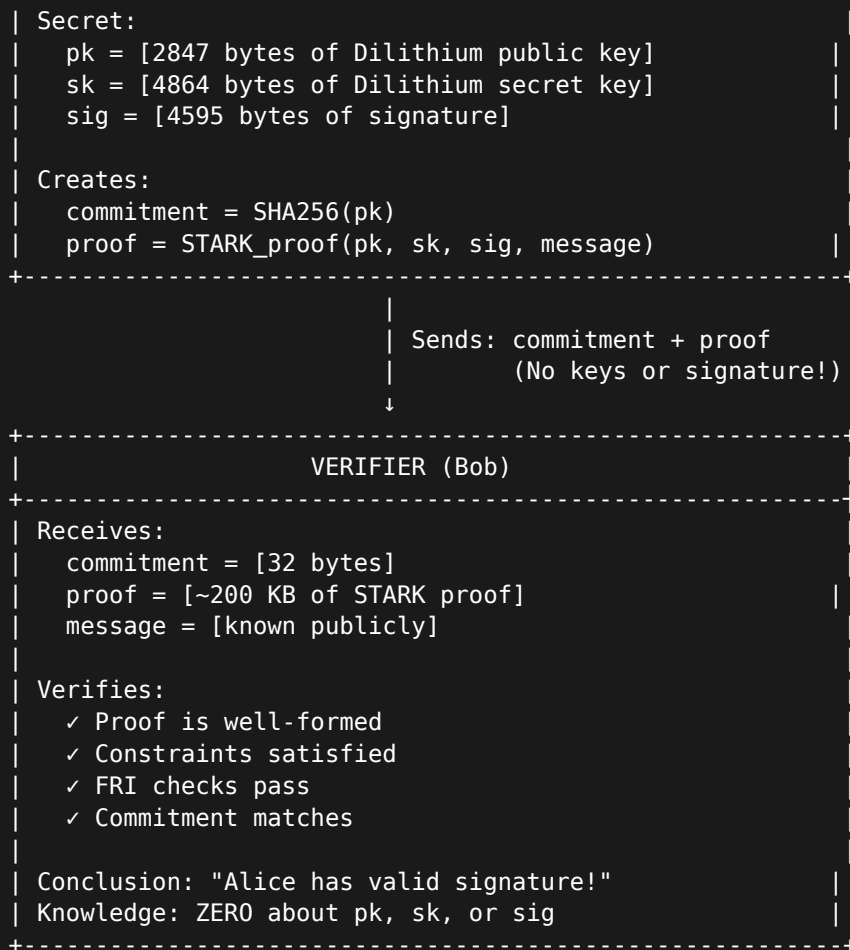 | Secret: |
|   pk = [2847 bytes of Dilithium public key] |
|   sk = [4864 bytes of Dilithium secret key] |
|   sig = [4595 bytes of signature] |
| |
| Creates: |
|   commitment = SHA256(pk) |
|   proof = STARK_proof(pk, sk, sig, message) |
+---------------------------------------------------------+
|
| Sends: commitment + proof
|       (No keys or signature!)
↓
+---------------------------------------------------------+
|                    VERIFIER (Bob) |
+---------------------------------------------------------+
| Receives: |
|   commitment = [32 bytes] |
|   proof = [~200 KB of STARK proof] |
|   message = [known publicly] |
| |
| Verifies: |
|   ✓ Proof is well-formed |
|   ✓ Constraints satisfied |
|   ✓ FRI checks pass |
|   ✓ Commitment matches |
| |
| Conclusion: "Alice has valid signature!" |
| Knowledge: ZERO about pk, sk, or sig |
+---------------------------------------------------------+